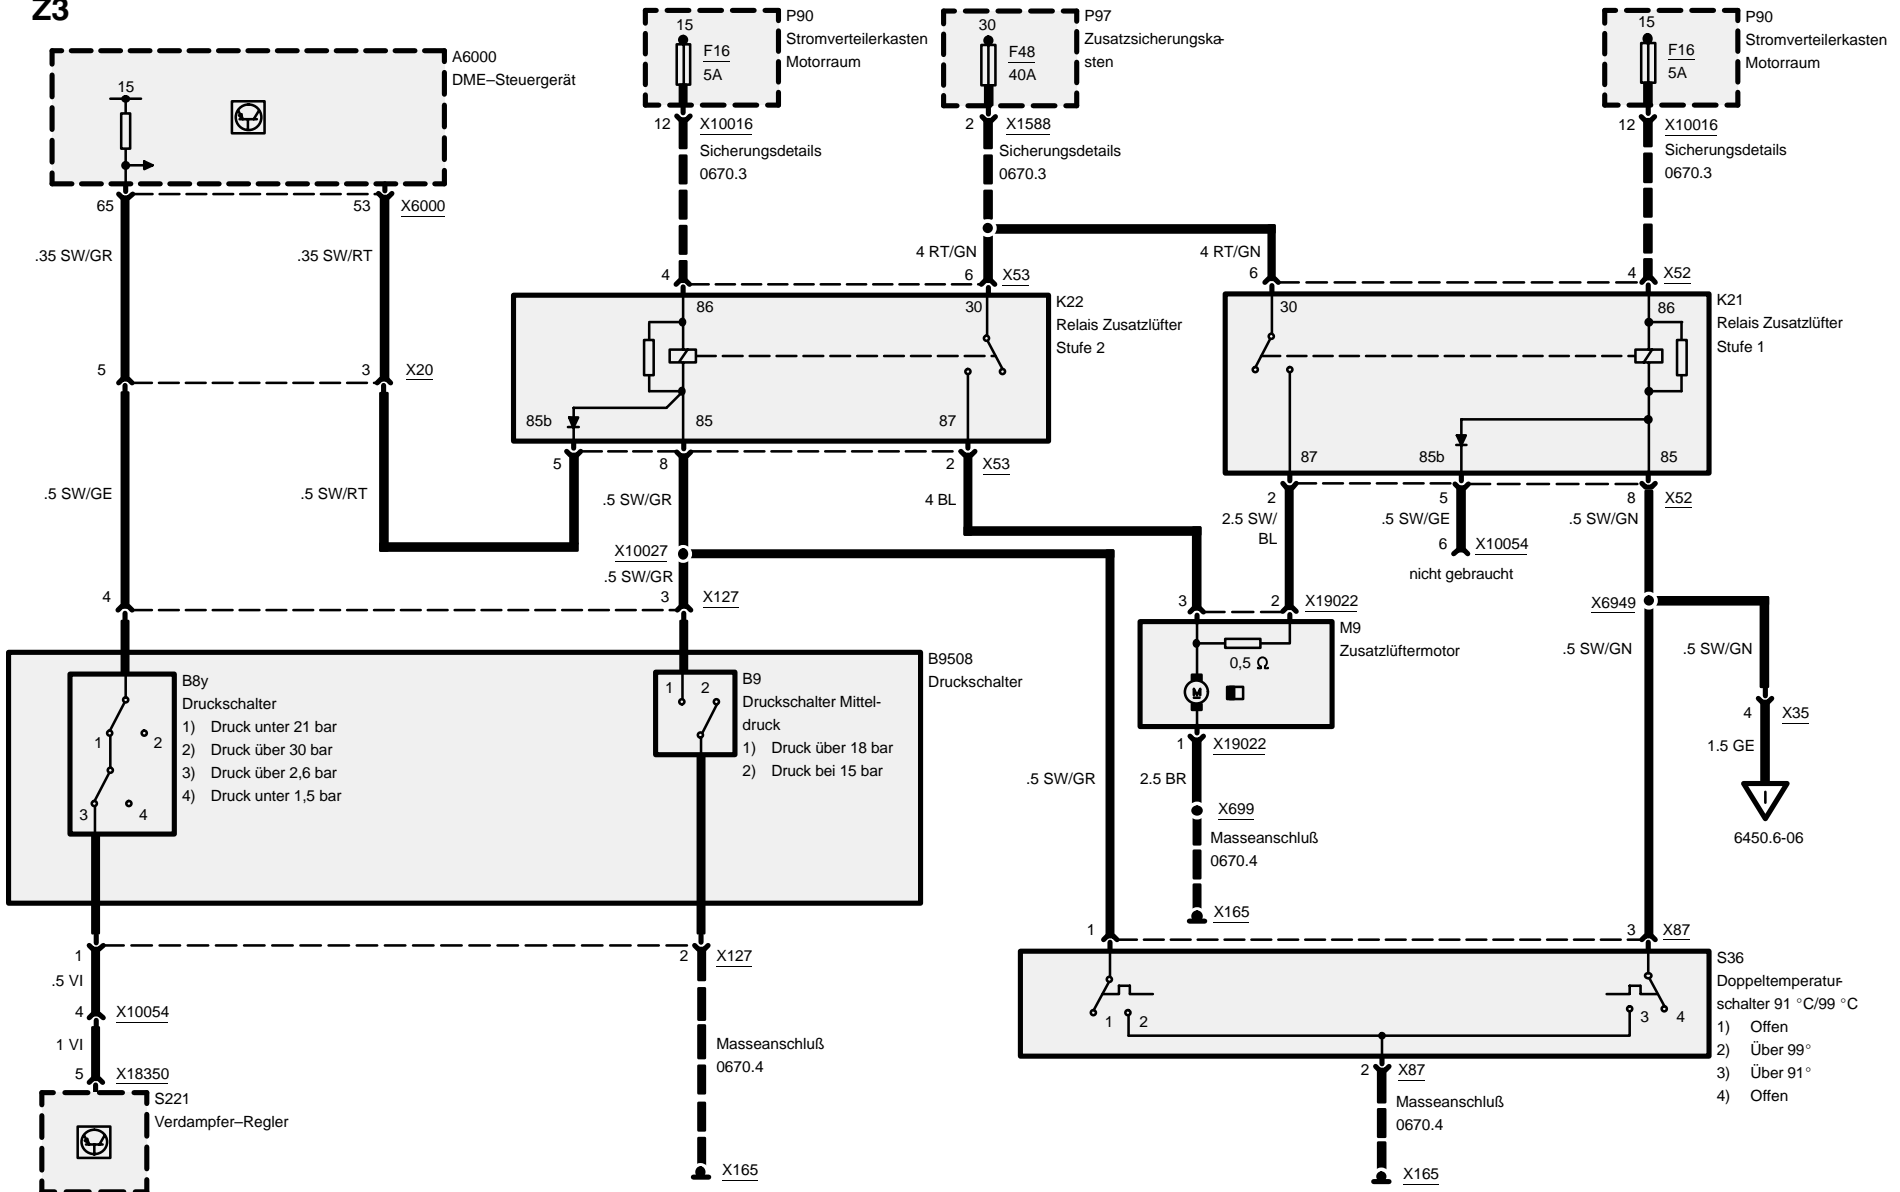 Z3
A6000
DME–Steuergerät
15
65
53
X6000
.35 SW/GR
.35 SW/RT
5
3
X20
.5 SW/GE
.5 SW/RT
P90
Stromverteilerkasten
Motorraum
15
F16
5A
12
X10016
Sicherungsdetails
0670.3
P97
Zusatzsicherungska-
sten
30
F48
40A
2
X1588
Sicherungsdetails
0670.3
4 RT/GN
4 RT/GN
P90
Stromverteilerkasten
Motorraum
15
F16
5A
12
X10016
Sicherungsdetails
0670.3
4
6
X53
K22
Relais Zusatzlüfter
Stufe 2
86
30
85b
85
87
5
8
2
X53
.5 SW/GR
4 BL
X10027
.5 SW/GR
6
4
X52
K21
Relais Zusatzlüfter
Stufe 1
30
86
87
85b
85
2
5
8
X52
2.5 SW/
BL
.5 SW/GE
.5 SW/GN
6
X10054
nicht gebraucht
4
3
X127
B9508
Druckschalter
B8y
Druckschalter
1) Druck unter 21 bar
2) Druck über 30 bar
3) Druck über 2,6 bar
4) Druck unter 1,5 bar
1
2
3
4
B9
Druckschalter Mittel-
druck
1) Druck über 18 bar
2) Druck bei 15 bar
1
2
3
2
X19022
M9
Zusatzlüftermotor
0,5 Ω
M
1
X19022
2.5 BR
X699
Masseanschluß
0670.4
X165
X6949
.5 SW/GN
.5 SW/GN
4
X35
1.5 GE
I
6450.6-06
.5 SW/GR
1
3
X87
S36
Doppeltemperatur-
schalter 91 °C/99 °C
1) Offen
2) Über 99°
3) Über 91°
4) Offen
1
2
3
4
2
X87
Masseanschluß
0670.4
X165
1
2
X127
.5 VI
4
X10054
1 VI
5
X18350
S221
Verdampfer–Regler
Masseanschluß
0670.4
X165